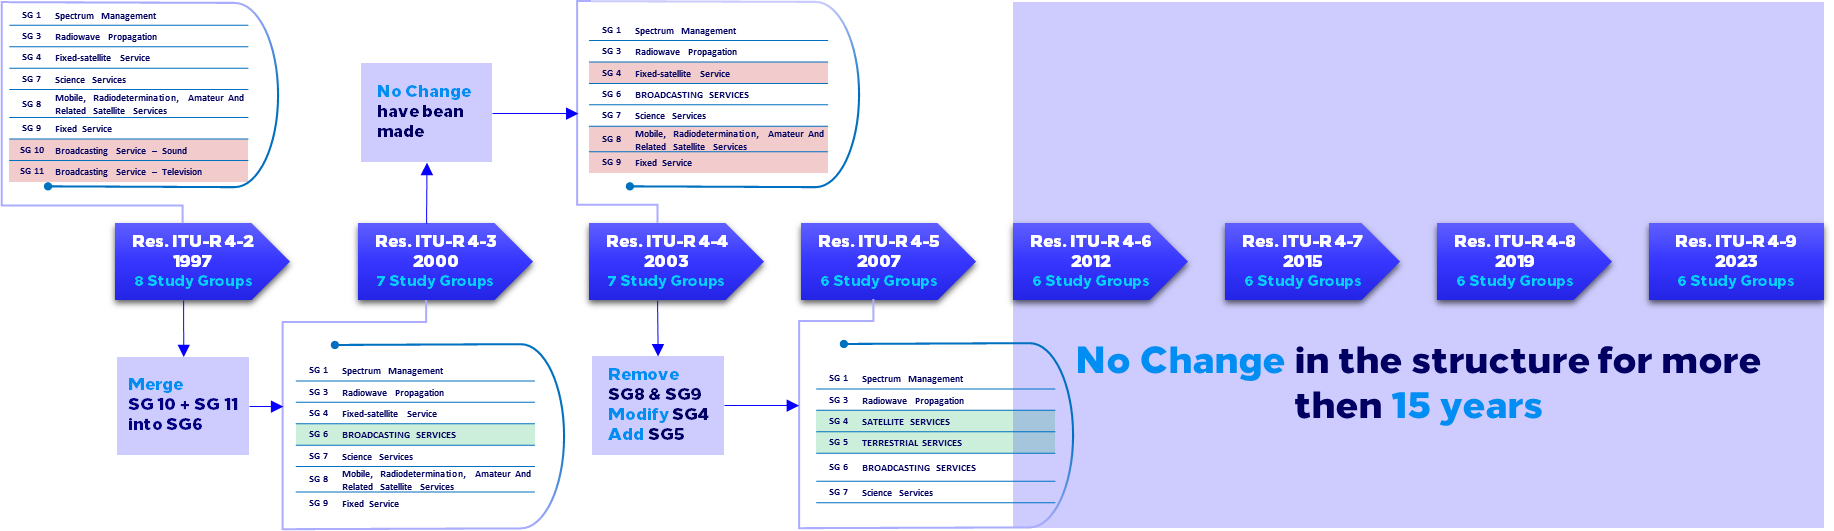 SG 1 Spectrum Management
SG 3 Radiowave Propagation
SG 4 Fixed-satellite Service
SG 7 Science Services
SG 8 Mobile, Radiodetermination, Amateur And
Related Satellite Services
SG 9 Fixed Service
SG 10 Broadcasting Service – Sound
SG 11 Broadcasting Service – Television
No Change
have bean
made
SG 1 Spectrum Management
SG 3 Radiowave Propagation
SG 4 Fixed-satellite Service
SG 6 BROADCASTING SERVICES
SG 7 Science Services
SG 8 Mobile, Radiodetermination, Amateur And
Related Satellite Services
SG 9 Fixed Service
Res. ITU-R 4-2
1997
8 Study Groups
Res. ITU-R 4-3
2000
7 Study Groups
Res. ITU-R 4-4
2003
7 Study Groups
Res. ITU-R 4-5
2007
6 Study Groups
Res. ITU-R 4-6
2012
6 Study Groups
Res. ITU-R 4-7
2015
6 Study Groups
Res. ITU-R 4-8
2019
6 Study Groups
Res. ITU-R 4-9
2023
6 Study Groups
Merge
SG 10 + SG 11
into SG6
SG 1 Spectrum Management
SG 3 Radiowave Propagation
SG 4 Fixed-satellite Service
SG 6 BROADCASTING SERVICES
SG 7 Science Services
SG 8 Mobile, Radiodetermination, Amateur And
Related Satellite Services
SG 9 Fixed Service
Remove
SG8 & SG9
Modify SG4
Add SG5
SG 1 Spectrum Management
SG 3 Radiowave Propagation
SG 4 SATELLITE SERVICES
SG 5 TERRESTRIAL SERVICES
SG 6 BROADCASTING SERVICES
SG 7 Science Services
No Change in the structure for more
then 15 years